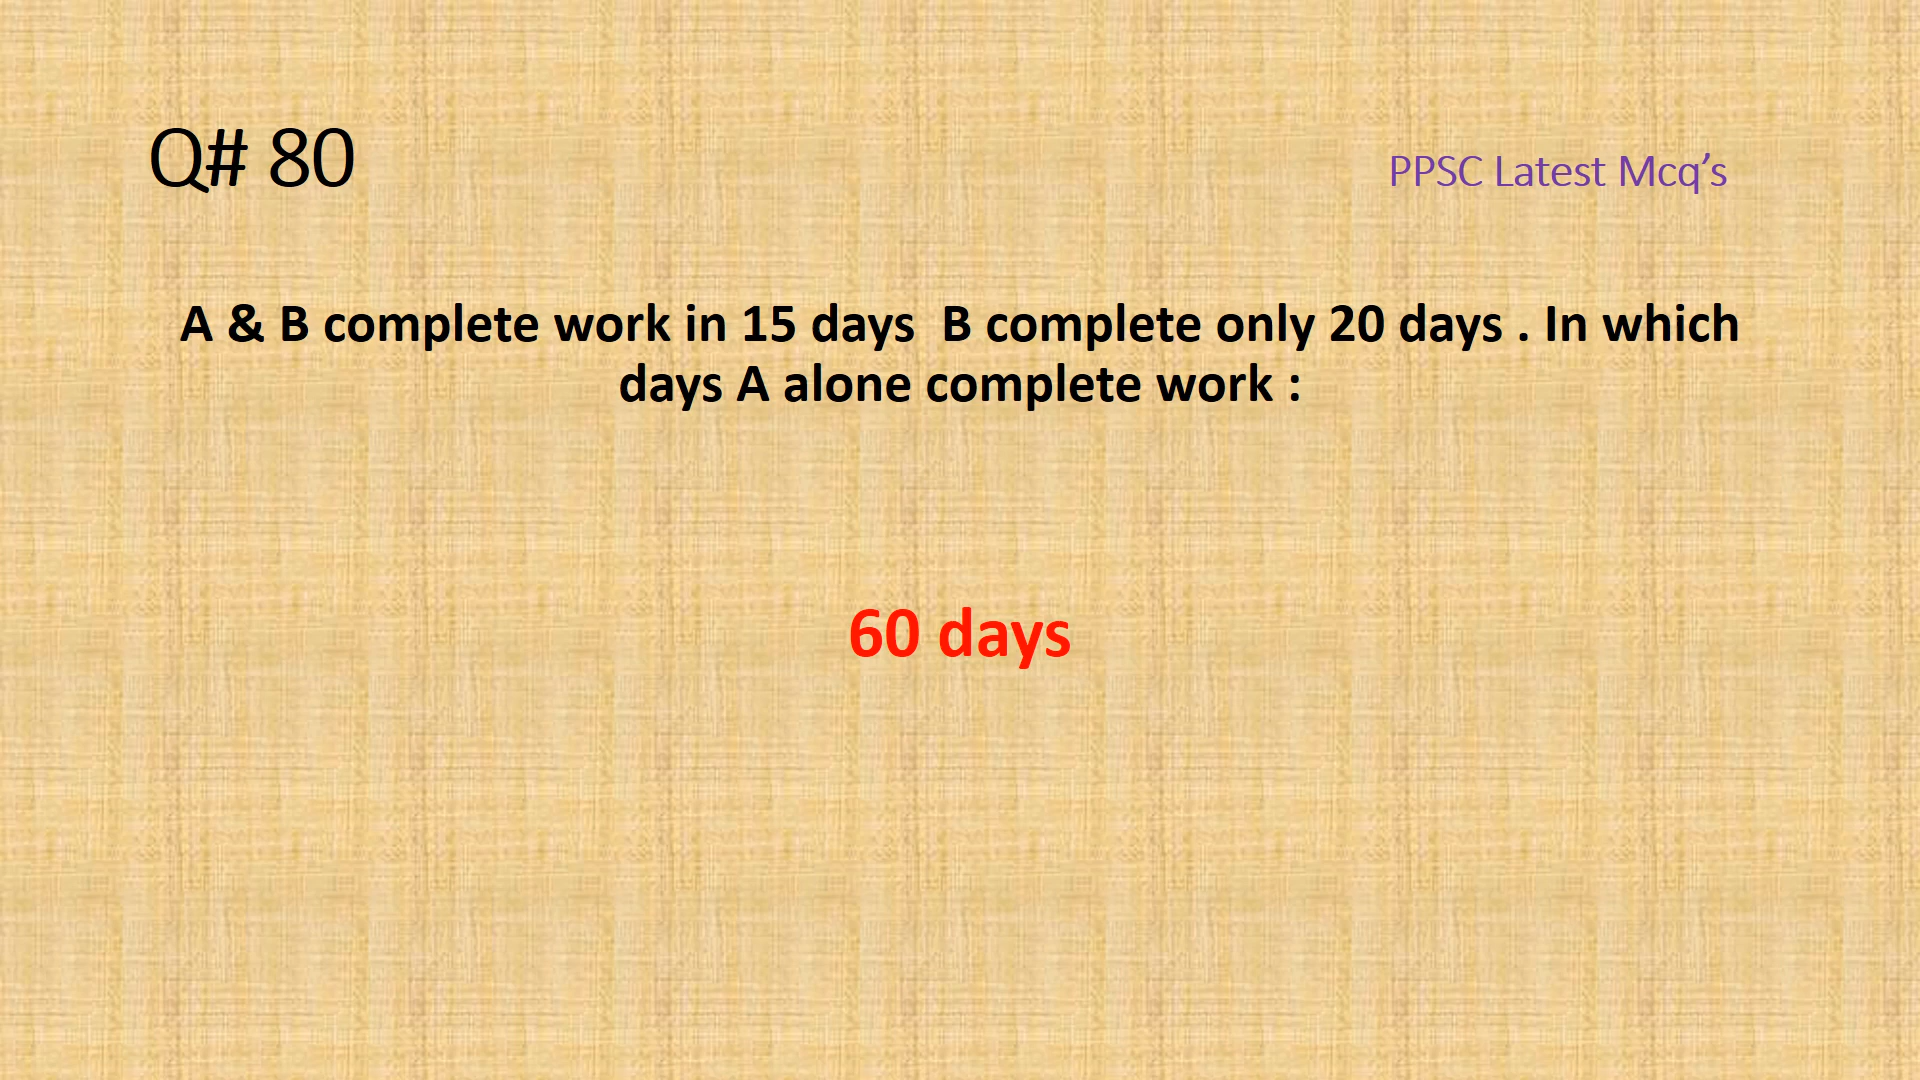 Q# 80
PPSC Latest Mcq’s
A & B complete work in 15 days  B complete only 20 days . In which
days A alone complete work :
60 days